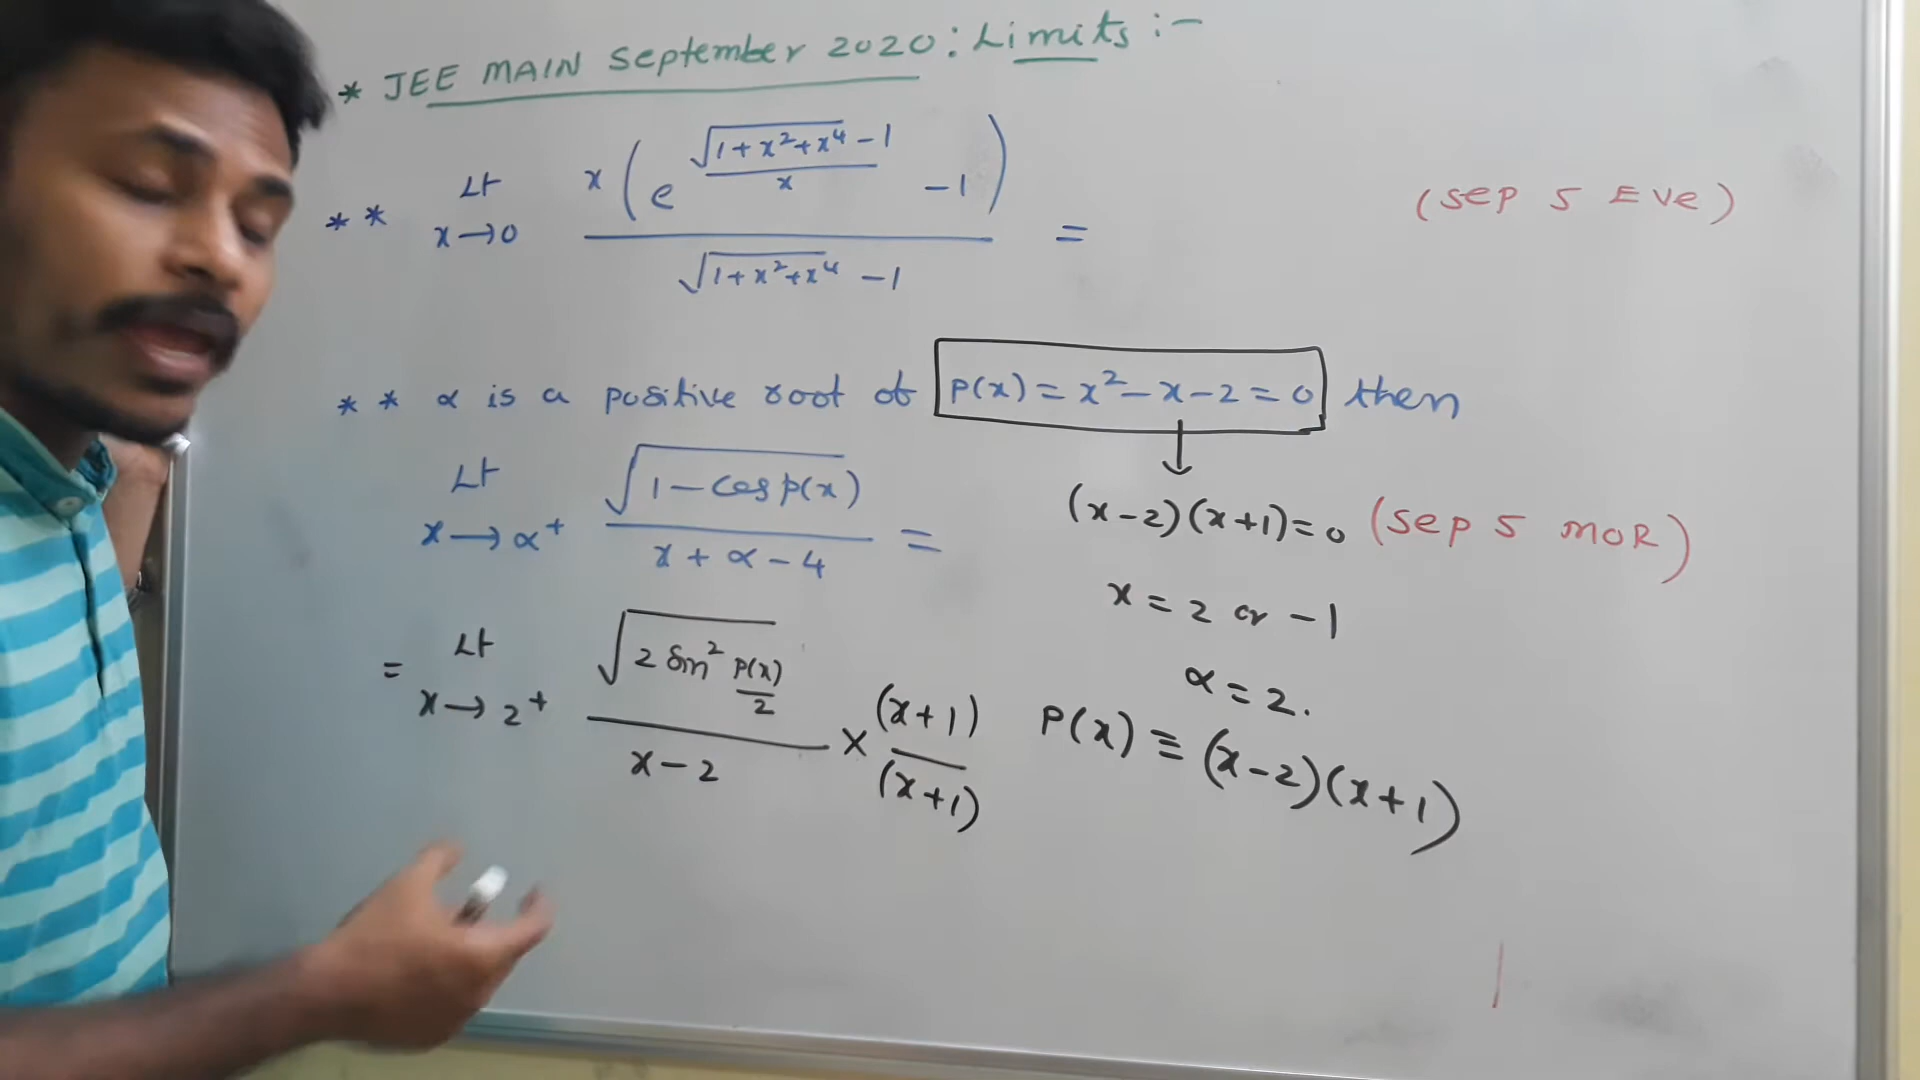 * JEE MAIN September 2020: Limits :-
** Lt x→0 x(e^((√(1+x²+x⁴) -1)/x) -1) / (√(1+x²+x⁴) -1) = (Sep 5 Eve)
** α is a positive root of P(x) = x²-x-2=0 then
Lt x→α+ √(1-cos p(x)) / (x+α-4) =
(x-2)(x+1)=0 (Sep 5 MOR)
x = 2 or -1
α = 2.
= Lt x→2+ √(2 Sin² P(x)/2) / (x-2) × (x+1)/(x+1)
P(x) ≡ (x-2)(x+1)